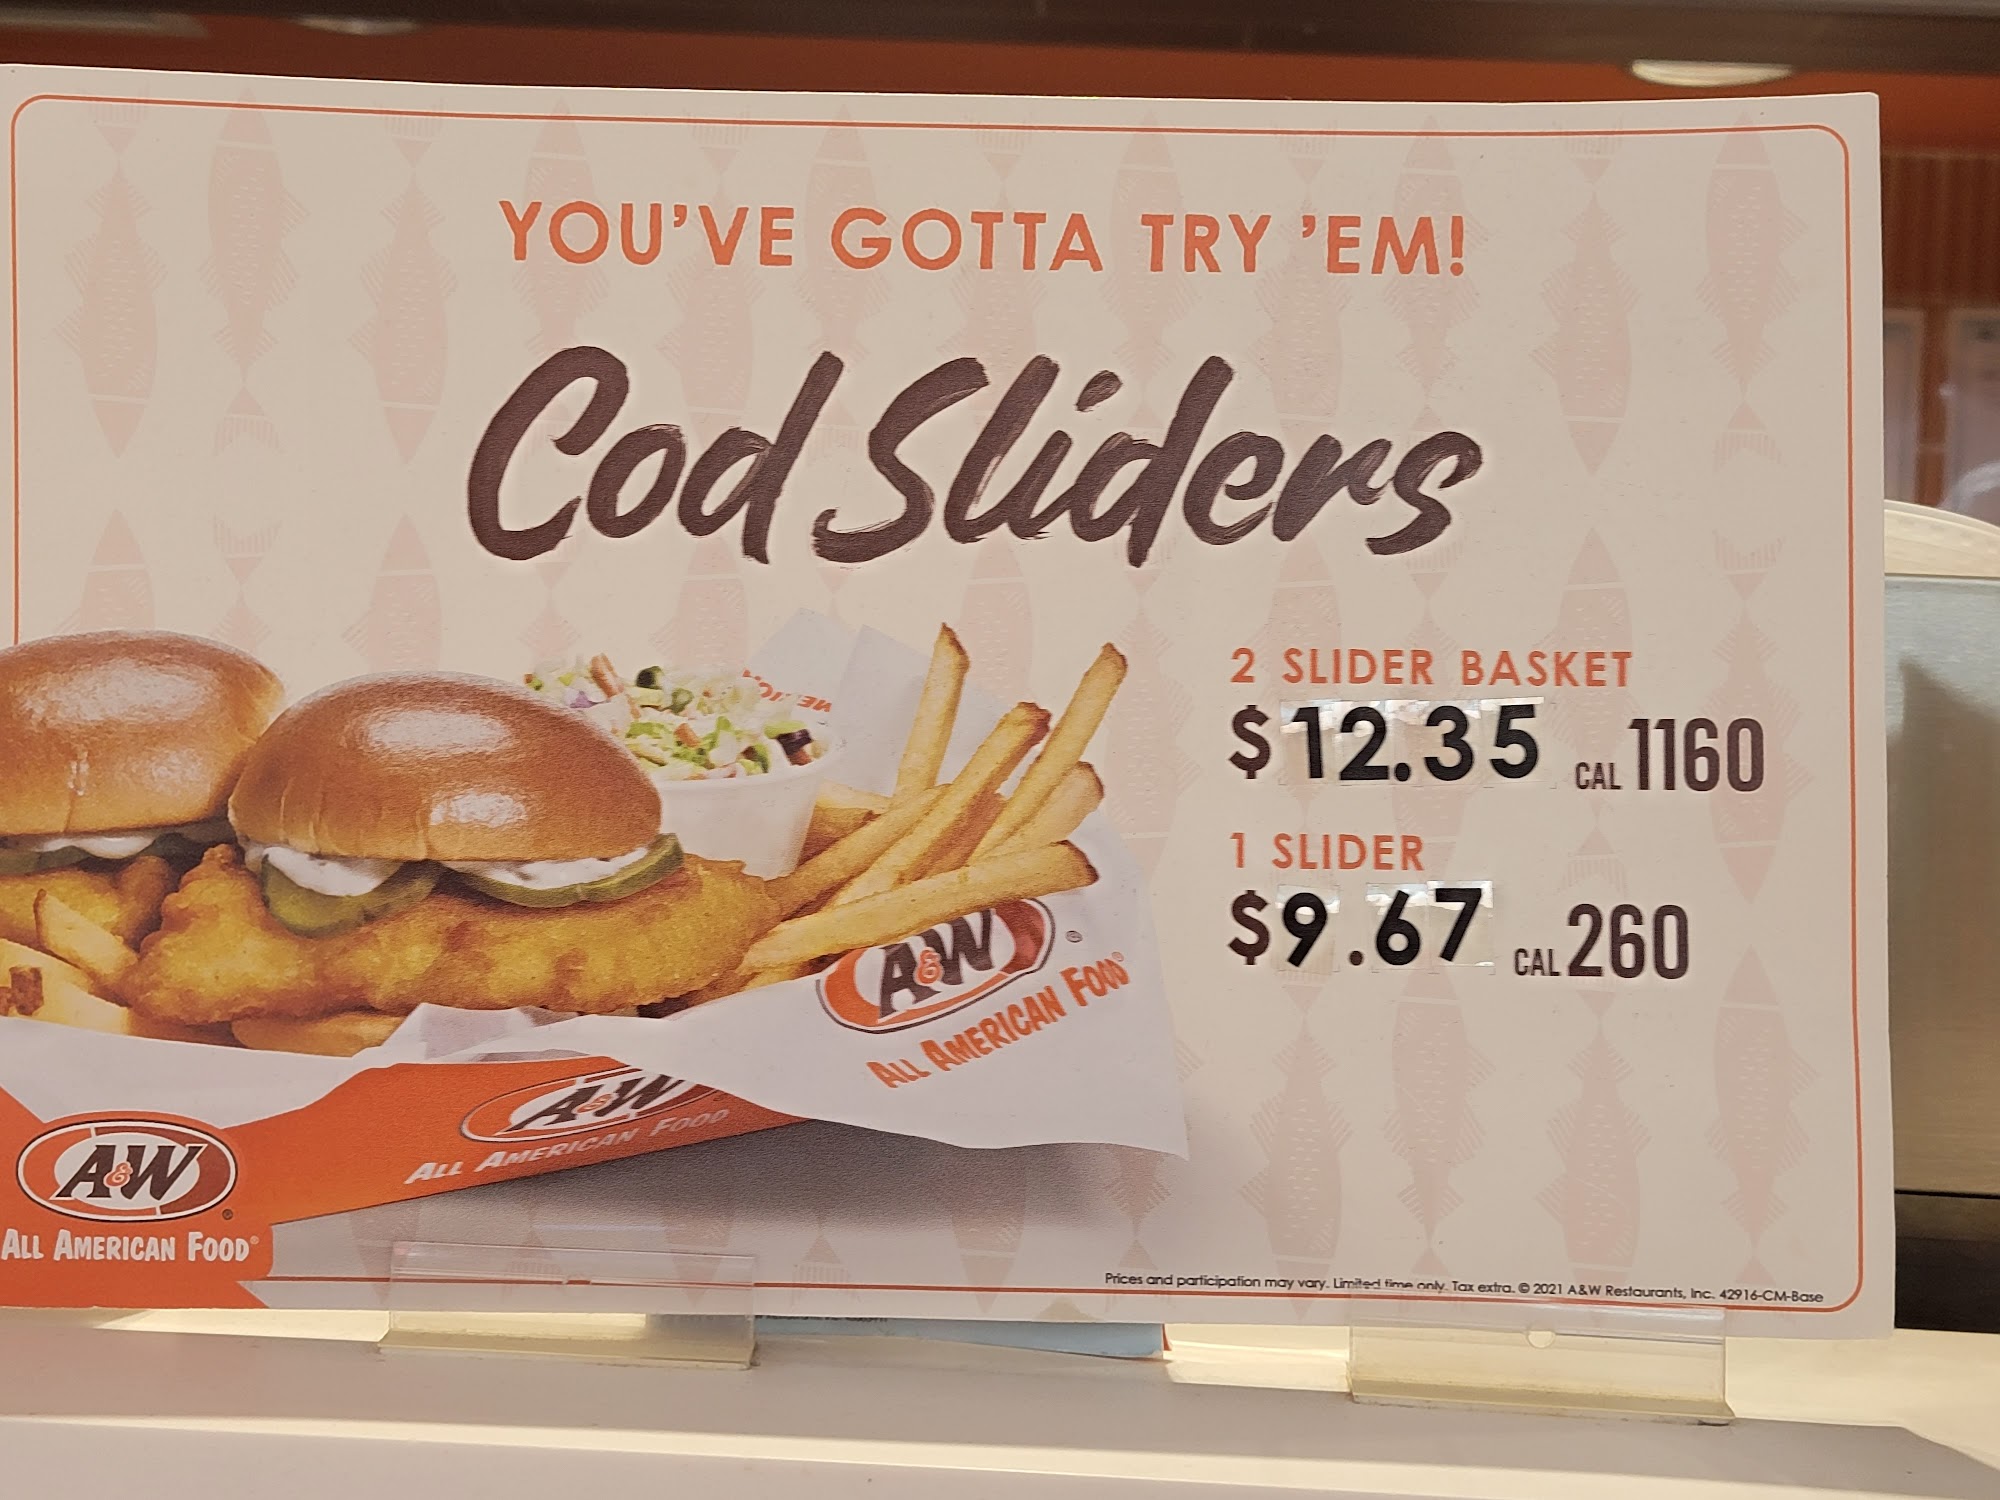 YOU'VE GOTTA TRY 'EM!
Cod Sliders
2 SLIDER BASKET
$12.35 CAL 1160
1 SLIDER
$9.67 CAL 260
A&W
ALL AMERICAN FOOD®
A&W
ALL AMERICAN FOOD
A&W®
ALL AMERICAN FOOD®
Prices and participation may vary. Limited time only. Tax extra. © 2021 A&W Restaurants, Inc. 42916-CM-Base